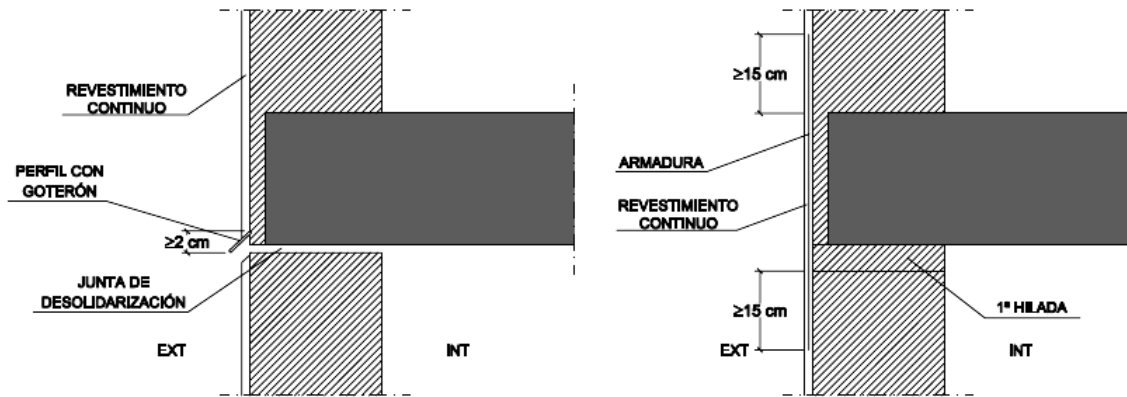 REVESTIMIENTO
CONTINUO
PERFIL CON
GOTERÓN
≥2 cm
JUNTA DE
DESOLIDARIZACIÓN
EXT
INT
≥15 cm
ARMADURA
REVESTIMIENTO
CONTINUO
≥15 cm
1ª HILADA
EXT
INT